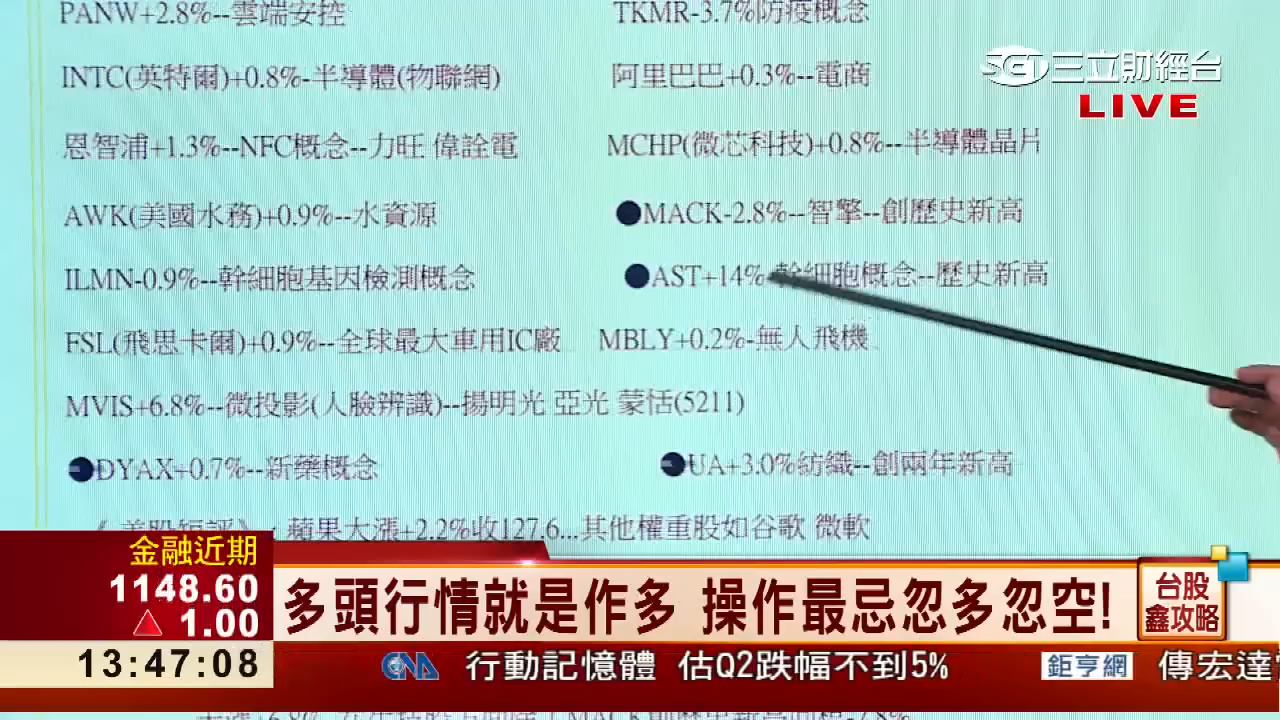 PANW+2.8%--雲端安控
TKMR-3.7%防疫概念
INTC(英特爾)+0.8%-半導體(物聯網)
阿里巴巴+0.3%--電商
恩智浦+1.3%--NFC概念--力旺 偉詮電
MCHP(微芯科技)+0.8%--半導體晶片
AWK(美國水務)+0.9%--水資源
●MACK-2.8%--智擎--創歷史新高
ILMN-0.9%--幹細胞基因檢測概念
●AST+14%-幹細胞概念--歷史新高
FSL(飛思卡爾)+0.9%--全球最大車用IC廠
MBLY+0.2%-無人飛機
MVIS+6.8%--微投影(人臉辨識)--揚明光 亞光 蒙恬(5211)
●DYAX+0.7%--新藥概念
●UA+3.0%紡織--創兩年新高
《美股短評》：蘋果大漲+2.2%收127.6...其他權重股如谷歌 微軟
SET三立財經台
LIVE
金融近期
1148.60
▲ 1.00
多頭行情就是作多 操作最忌忽多忽空!
台股
鑫攻略
13:47:08
CNA 行動記憶體 估Q2跌幅不到5%
鉅亨網 傳宏達